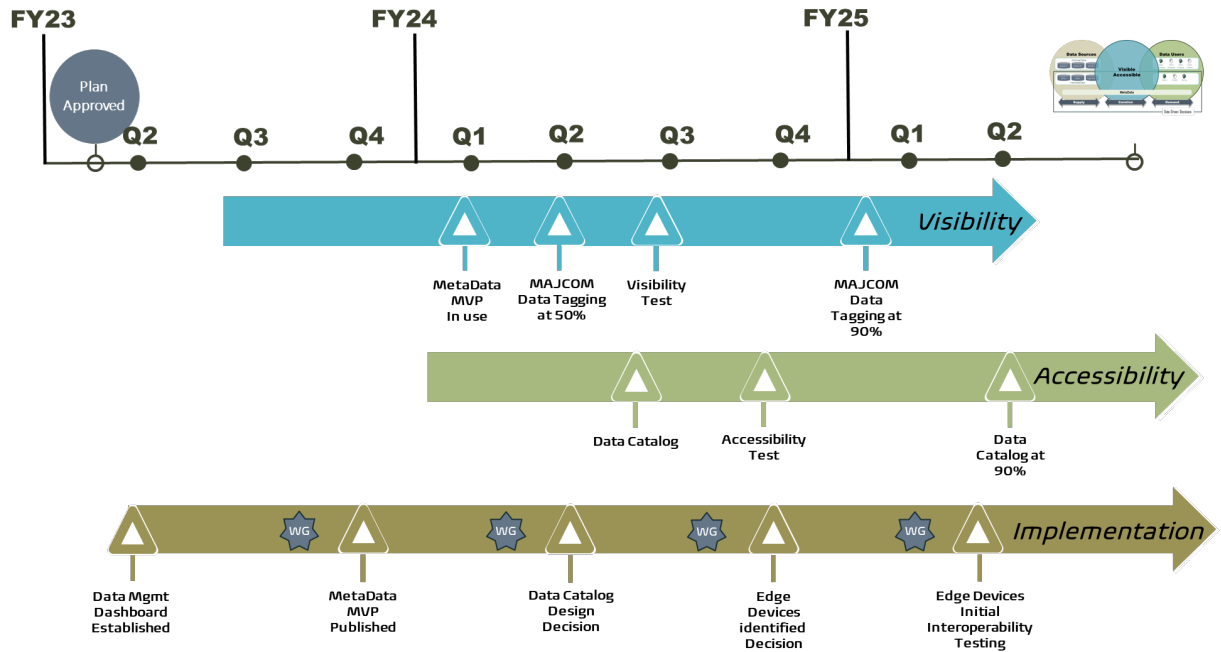 FY23
FY24
FY25
Plan
Approved
Q2
Q3
Q4
Q1
Q2
Q3
Q4
Q1
Q2
Data Sources
Data Users
Visible
Accessible
Supply
Demand
Visibility
MetaData
MVP
In use
MAJCOM
Data Tagging
at 50%
Visibility
Test
MAJCOM
Data
Tagging at
90%
Accessibility
Data Catalog
Accessibility
Test
Data
Catalog at
90%
WG
WG
WG
WG
Implementation
Data Mgmt
Dashboard
Established
MetaData
MVP
Published
Data Catalog
Design
Decision
Edge
Devices
identified
Decision
Edge Devices
Initial
Interoperability
Testing